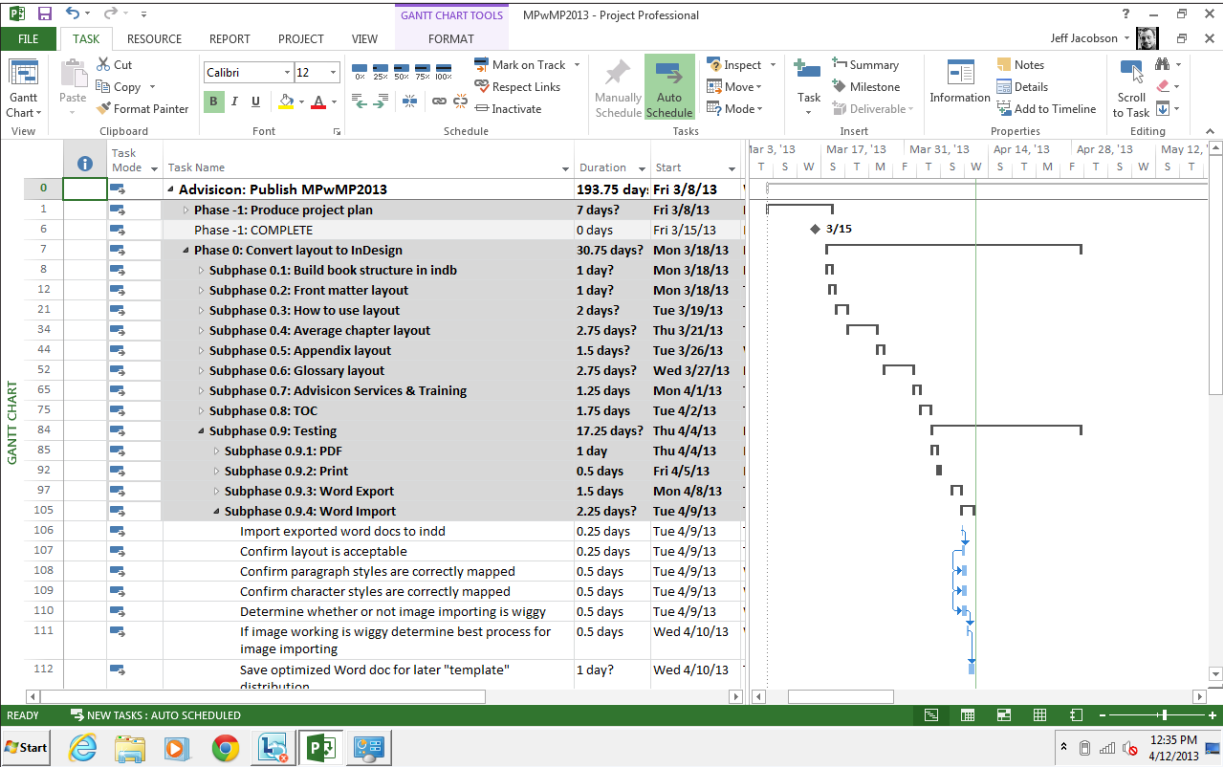 GANTT CHART TOOLS
MPwMP2013 - Project Professional
FILE TASK RESOURCE REPORT PROJECT VIEW FORMAT
Jeff Jacobson
Gantt Chart
View
Paste
Cut
Copy
Format Painter
Clipboard
Calibri 12
B I U A
Font
0× 25× 50× 75× 100×
Mark on Track
Respect Links
Inactivate
Schedule
Manually Schedule
Auto Schedule
Inspect
Move
Mode
Tasks
Task
Summary
Milestone
Deliverable
Insert
Information
Notes
Details
Add to Timeline
Properties
Scroll to Task
Editing
Task Mode Task Name Duration Start
Mar 3, '13 Mar 17, '13 Mar 31, '13 Apr 14, '13 Apr 28, '13 May 12, '
T S W T M F T S W S T M F T S W S T
0 Advisicon: Publish MPwMP2013 193.75 day Fri 3/8/13
1 Phase -1: Produce project plan 7 days? Fri 3/8/13
6 Phase -1: COMPLETE 0 days Fri 3/15/13 3/15
7 Phase 0: Convert layout to InDesign 30.75 days? Mon 3/18/13
8 Subphase 0.1: Build book structure in indb 1 day? Mon 3/18/13
12 Subphase 0.2: Front matter layout 1 day? Mon 3/18/13
21 Subphase 0.3: How to use layout 2 days? Tue 3/19/13
34 Subphase 0.4: Average chapter layout 2.75 days? Thu 3/21/13
44 Subphase 0.5: Appendix layout 1.5 days? Tue 3/26/13
52 Subphase 0.6: Glossary layout 2.75 days? Wed 3/27/13
65 Subphase 0.7: Advisicon Services & Training 1.25 days Mon 4/1/13
75 Subphase 0.8: TOC 1.75 days Tue 4/2/13
84 Subphase 0.9: Testing 17.25 days? Thu 4/4/13
85 Subphase 0.9.1: PDF 1 day Thu 4/4/13
92 Subphase 0.9.2: Print 0.5 days Fri 4/5/13
97 Subphase 0.9.3: Word Export 1.5 days Mon 4/8/13
105 Subphase 0.9.4: Word Import 2.25 days? Tue 4/9/13
106 Import exported word docs to indd 0.25 days Tue 4/9/13
107 Confirm layout is acceptable 0.25 days Tue 4/9/13
108 Confirm paragraph styles are correctly mapped 0.5 days Tue 4/9/13
109 Confirm character styles are correctly mapped 0.5 days Tue 4/9/13
110 Determine whether or not image importing is wiggy 0.5 days Tue 4/9/13
111 If image working is wiggy determine best process for 0.5 days Wed 4/10/13
image importing
112 Save optimized Word doc for later "template" 1 day? Wed 4/10/13
distribution
GANTT CHART
READY NEW TASKS : AUTO SCHEDULED
Start
12:35 PM
4/12/2013